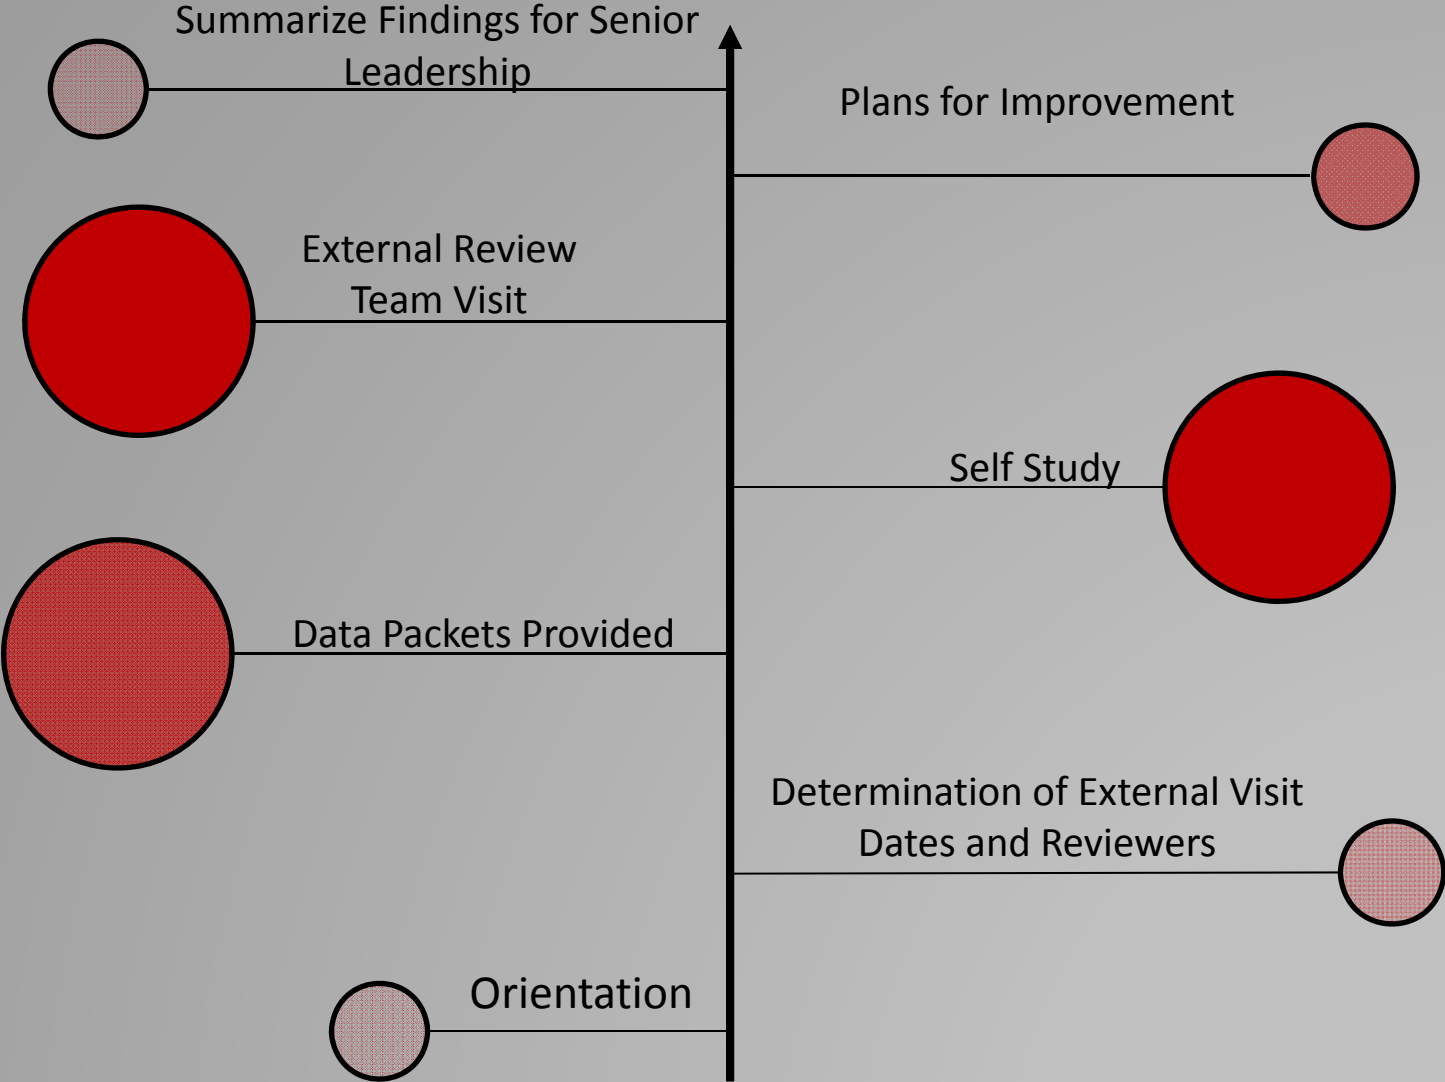 Summarize Findings for Senior
Leadership
Plans for Improvement
External Review
Team Visit
Self Study
Data Packets Provided
Determination of External Visit
Dates and Reviewers
Orientation